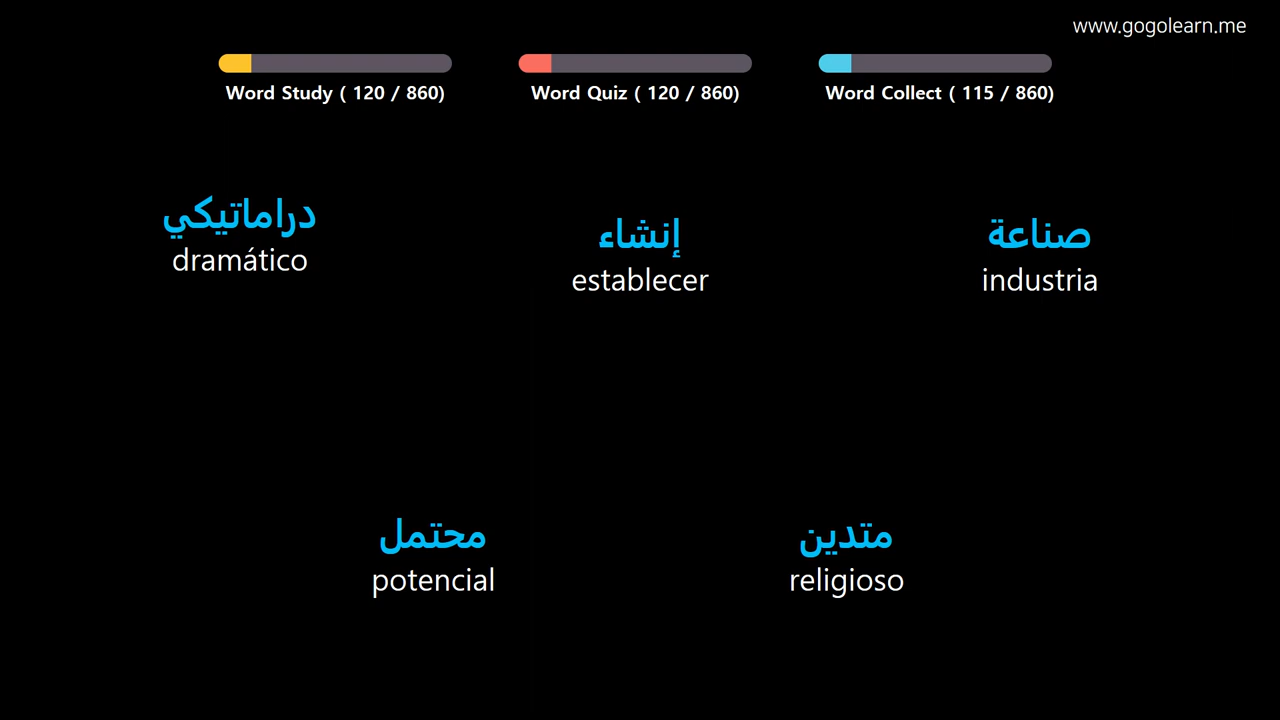 www.gogolearn.me
Word Study ( 120 / 860)
Word Quiz ( 120 / 860)
Word Collect ( 115 / 860)
دراماتيكي
dramático
إنشاء
establecer
صناعة
industria
محتمل
potencial
متدين
religioso